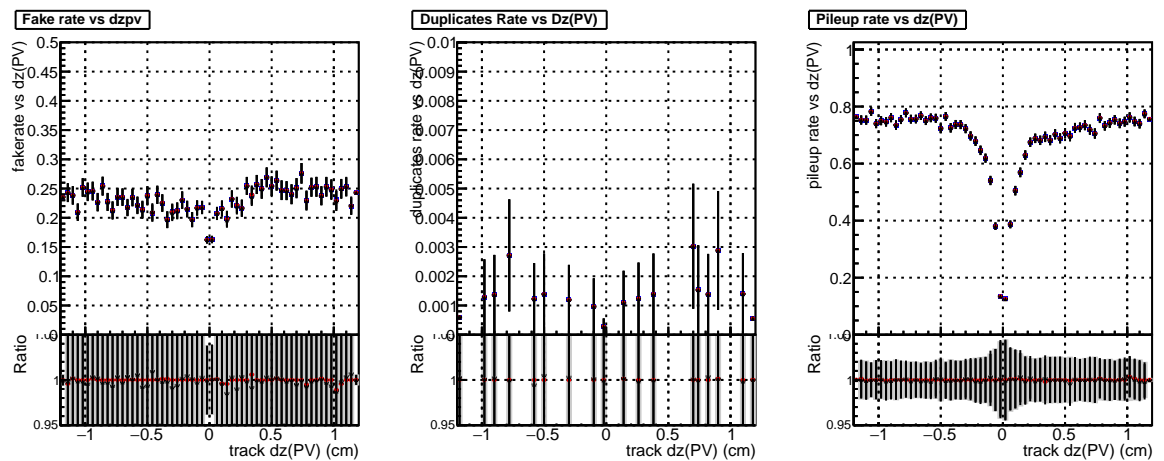 Fake rate vs dzpv
fakerate vs dz(PV)
0.5
0.45
0.4
0.35
0.3
0.25
0.2
0.15
0.1
0.05
0
Ratio
1
0.95
−1 −0.5 0 0.5 1
track dz(PV) (cm)
Duplicates Rate vs Dz(PV)
duplicates rate vs dz(PV)
0.01
0.009
0.008
0.007
0.006
0.005
0.004
0.003
0.002
0.001
0
Ratio
1
0.95
−1 −0.5 0 0.5 1
track dz(PV) (cm)
Pileup rate vs dz(PV)
pileup rate vs dz(PV)
1
0.8
0.6
0.4
0.2
0
Ratio
1
0.95
−1 −0.5 0 0.5 1
track dz(PV) (cm)